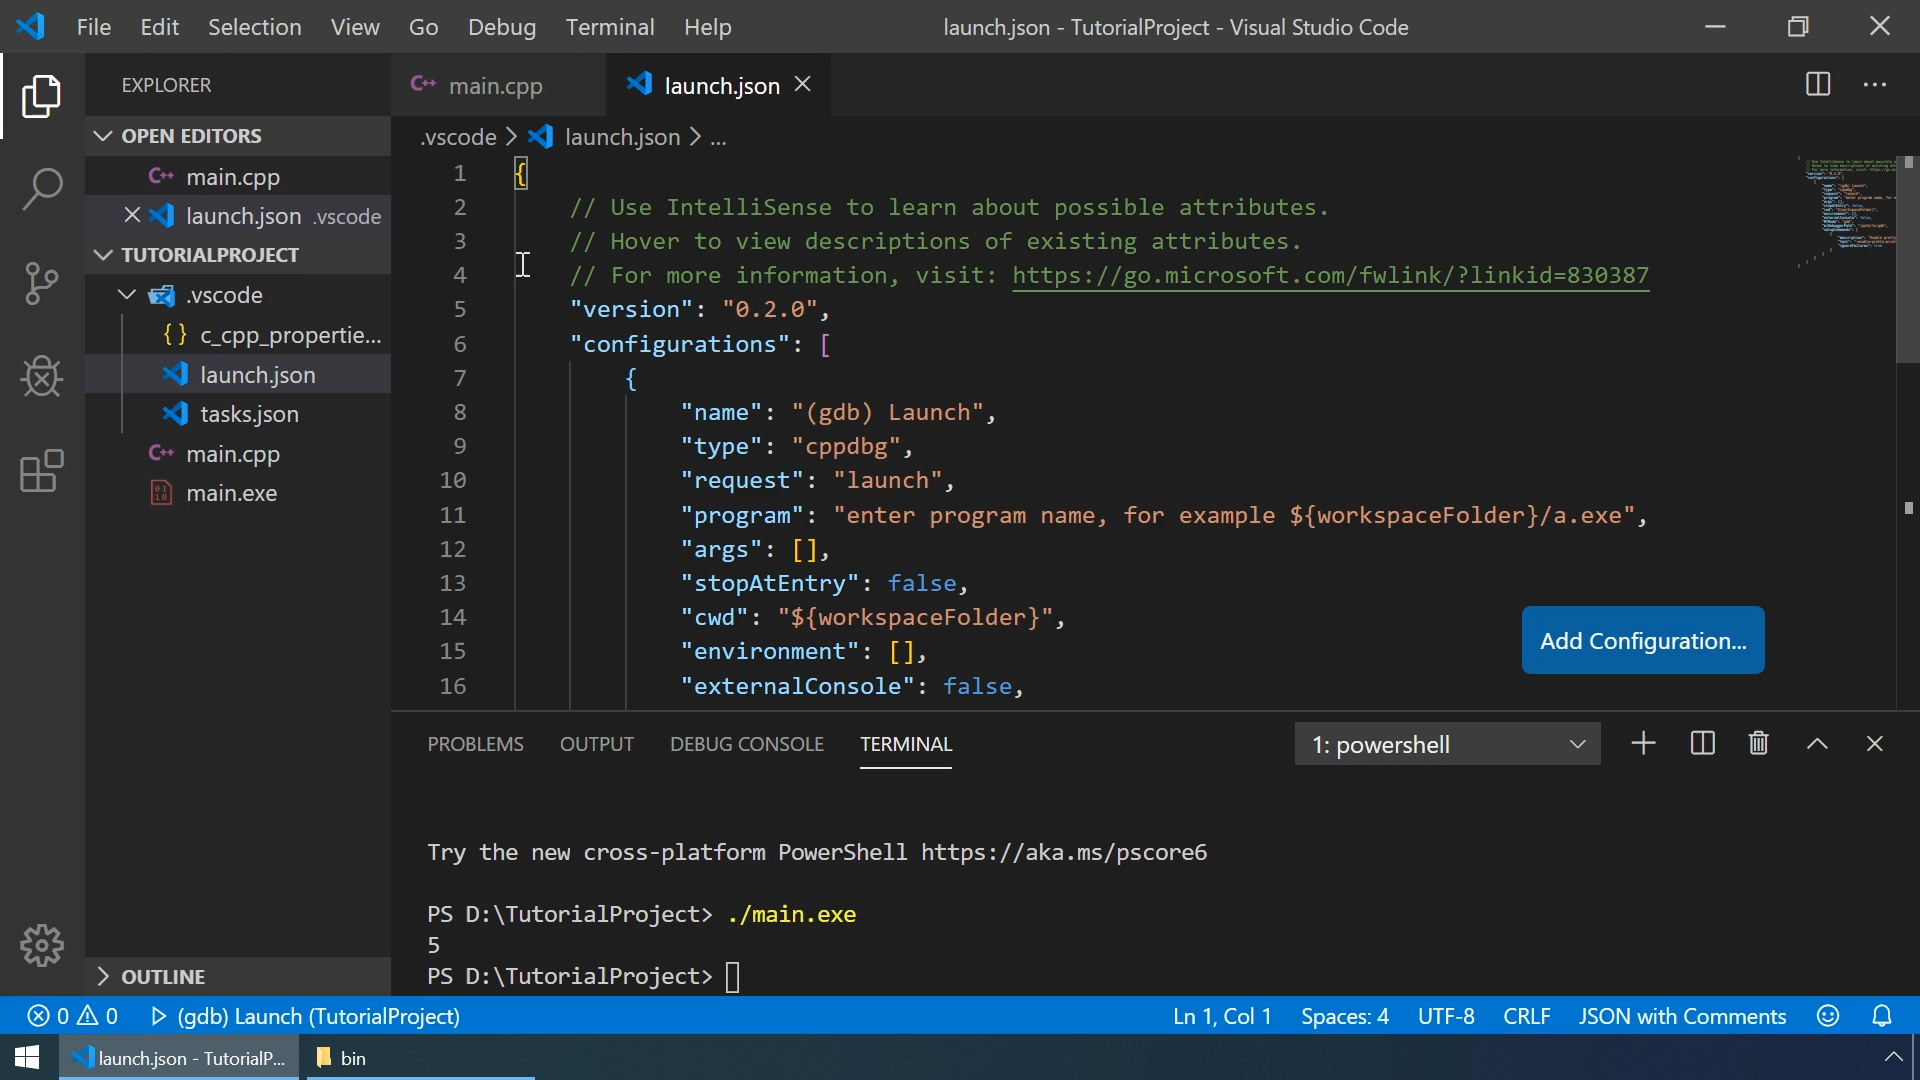 File Edit Selection View Go Debug Terminal Help launch.json - TutorialProject - Visual Studio Code
EXPLORER
OPEN EDITORS
main.cpp
launch.json .vscode
TUTORIALPROJECT
.vscode
c_cpp_propertie...
launch.json
tasks.json
main.cpp
main.exe
OUTLINE
main.cpp launch.json
.vscode > launch.json > ...
1 {
2 // Use IntelliSense to learn about possible attributes.
3 // Hover to view descriptions of existing attributes.
4 // For more information, visit: https://go.microsoft.com/fwlink/?linkid=830387
5 "version": "0.2.0",
6 "configurations": [
7 {
8 "name": "(gdb) Launch",
9 "type": "cppdbg",
10 "request": "launch",
11 "program": "enter program name, for example ${workspaceFolder}/a.exe",
12 "args": [],
13 "stopAtEntry": false,
14 "cwd": "${workspaceFolder}",
15 "environment": [],
16 "externalConsole": false,
Add Configuration...
PROBLEMS OUTPUT DEBUG CONSOLE TERMINAL 1: powershell
Try the new cross-platform PowerShell https://aka.ms/pscore6
PS D:\TutorialProject> ./main.exe
5
PS D:\TutorialProject>
0 0 (gdb) Launch (TutorialProject) Ln 1, Col 1 Spaces: 4 UTF-8 CRLF JSON with Comments
launch.json - TutorialP... bin